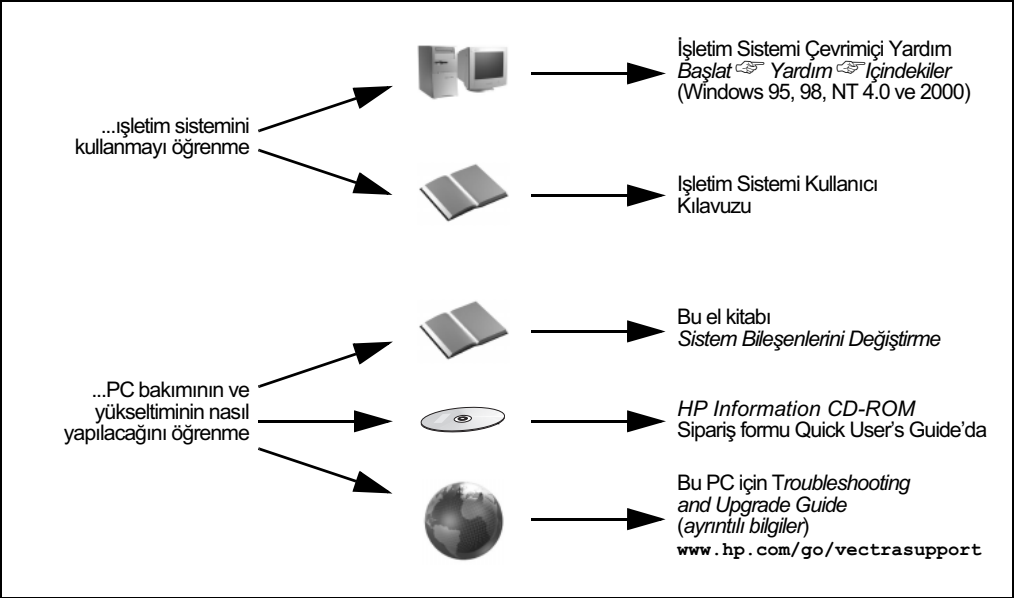 ...ışletim sistemini
kullanmayı öğrenme
İşletim Sistemi Çevrimiçi Yardım
Başlat ☞ Yardım ☞ Içindekiler
(Windows 95, 98, NT 4.0 ve 2000)
Işletim Sistemi Kullanıcı
Kılavuzu
...PC bakımının ve
yükseltiminin nasıl
yapılacağını öğrenme
Bu el kitabı
Sistem Bileşenlerini Değiştirme
HP Information CD-ROM
Sipariş formu Quick User's Guide'da
Bu PC için Troubleshooting
and Upgrade Guide
(ayrıntılı bilgiler)
www.hp.com/go/vectrasupport